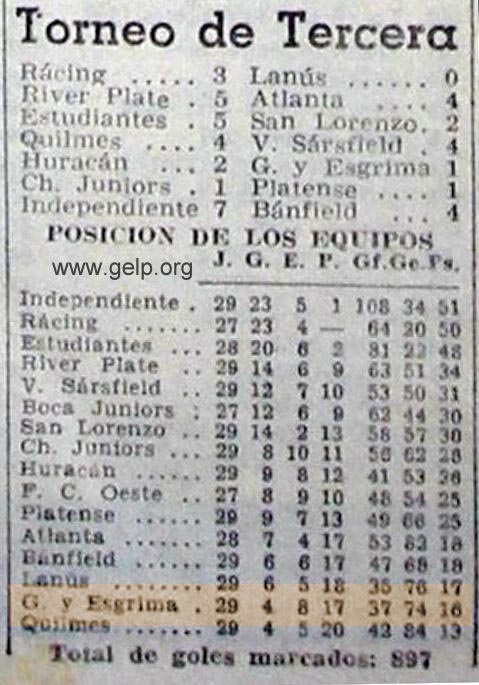 Torneo de Tercera
Rácing ..... 3 Lanús ...... 0
River Plate . 5 Atlanta .... 4
Estudiantes . 5 San Lorenzo. 2
Quilmes .... 4 V. Sársfield . 4
Huracán ... 2 G. y Esgrima 1
Ch. Juniors . 1 Platense .... 1
Independiente 7 Bánfield ... 4
POSICION DE LOS EQUIPOS
www.gelp.org
J. G. E. P. Gf. Gc. Ps.
Independiente . 29 23 5 1 108 34 51
Rácing ....... 27 23 4 — 64 20 50
Estudiantes ... 28 20 6 2 81 22 46
River Plate .. 29 14 6 9 63 51 34
V. Sársfield .. 29 12 7 10 53 50 31
Boca Juniors : 27 12 6 9 62 44 30
San Lorenzo .. 29 14 2 13 58 57 30
Ch. Juniors ... 29 8 10 11 56 62 26
Huracán ...... 29 9 8 12 41 53 26
F. C. Oeste .. 27 8 9 10 48 54 25
Platense ...... 29 9 7 13 49 66 25
Atlanta ...... 28 7 4 17 53 82 18
Bánfield ...... 29 6 6 17 47 68 18
Lanús ........ 29 6 5 18 35 76 17
G. y Esgrima . 29 4 8 17 37 74 16
Quilmes ...... 29 4 5 20 42 84 13
Total de goles marcados: 897